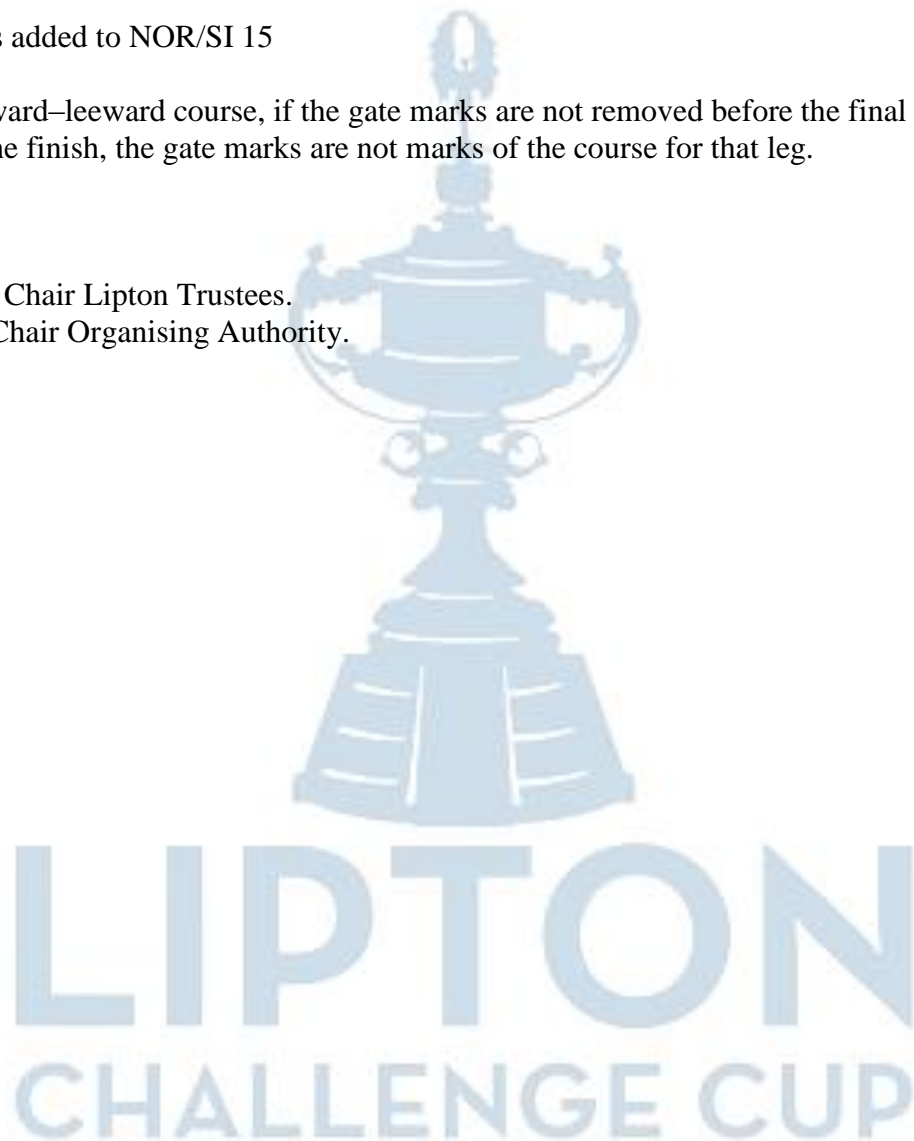 s added to NOR/SI 15
ward–leeward course, if the gate marks are not removed before the final
he finish, the gate marks are not marks of the course for that leg.
Chair Lipton Trustees.
Chair Organising Authority.
LIPTON
CHALLENGE CUP